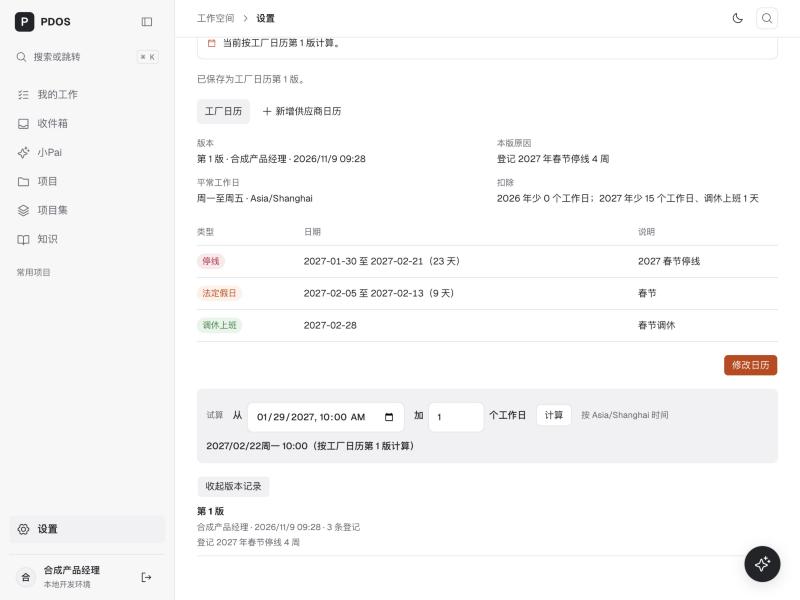 P PDOS
搜索或跳转 ⌘ K
我的工作
收件箱
小Pai
项目
项目集
知识
常用项目
设置
合 合成产品经理
本地开发环境
工作空间 > 设置
当前按工厂日历第 1 版计算。
已保存为工厂日历第 1 版。
工厂日历 + 新增供应商日历
版本 本版原因
第 1 版 · 合成产品经理 · 2026/11/9 09:28 登记 2027 年春节停线 4 周
平常工作日 扣除
周一至周五 · Asia/Shanghai 2026 年少 0 个工作日；2027 年少 15 个工作日、调休上班 1 天
类型 日期 说明
停线 2027-01-30 至 2027-02-21（23 天） 2027 春节停线
法定假日 2027-02-05 至 2027-02-13（9 天） 春节
调休上班 2027-02-28 春节调休
修改日历
试算 从 01/29/2027, 10:00 AM 加 1 个工作日 计算 按 Asia/Shanghai 时间
2027/02/22周一 10:00（按工厂日历第 1 版计算）
收起版本记录
第 1 版
合成产品经理 · 2026/11/9 09:28 · 3 条登记
登记 2027 年春节停线 4 周